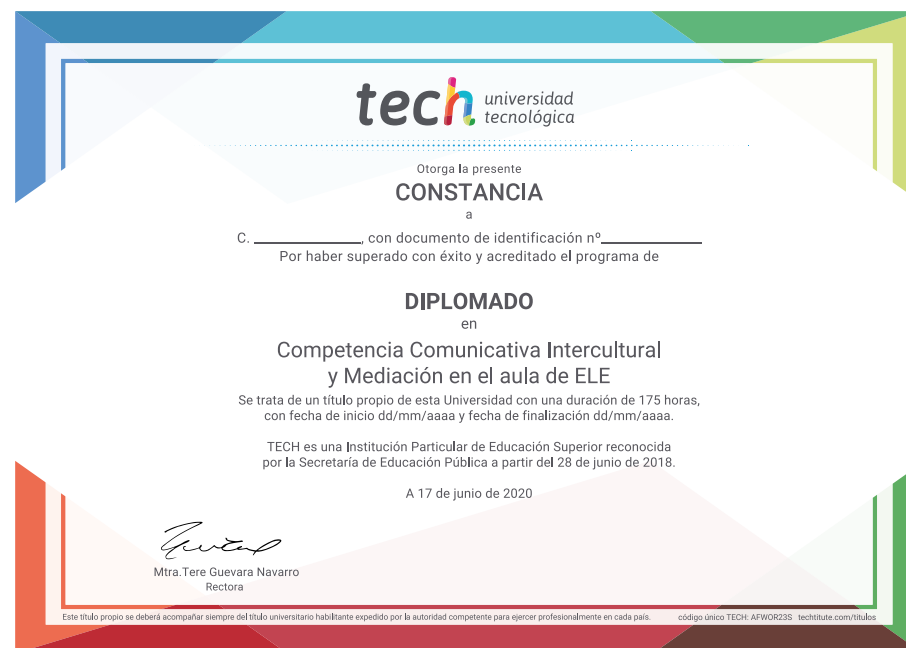 tech universidad
tecnológica
Otorga la presente
CONSTANCIA
a
C. ____________, con documento de identificación nº____________
Por haber superado con éxito y acreditado el programa de
DIPLOMADO
en
Competencia Comunicativa Intercultural
y Mediación en el aula de ELE
Se trata de un título propio de esta Universidad con una duración de 175 horas,
con fecha de inicio dd/mm/aaaa y fecha de finalización dd/mm/aaaa.
TECH es una Institución Particular de Educación Superior reconocida
por la Secretaría de Educación Pública a partir del 28 de junio de 2018.
A 17 de junio de 2020
Mtra.Tere Guevara Navarro
Rectora
Este título propio se deberá acompañar siempre del título universitario habilitante expedido por la autoridad competente para ejercer profesionalmente en cada país. código único TECH: AFWOR23S techtitute.com/titulos